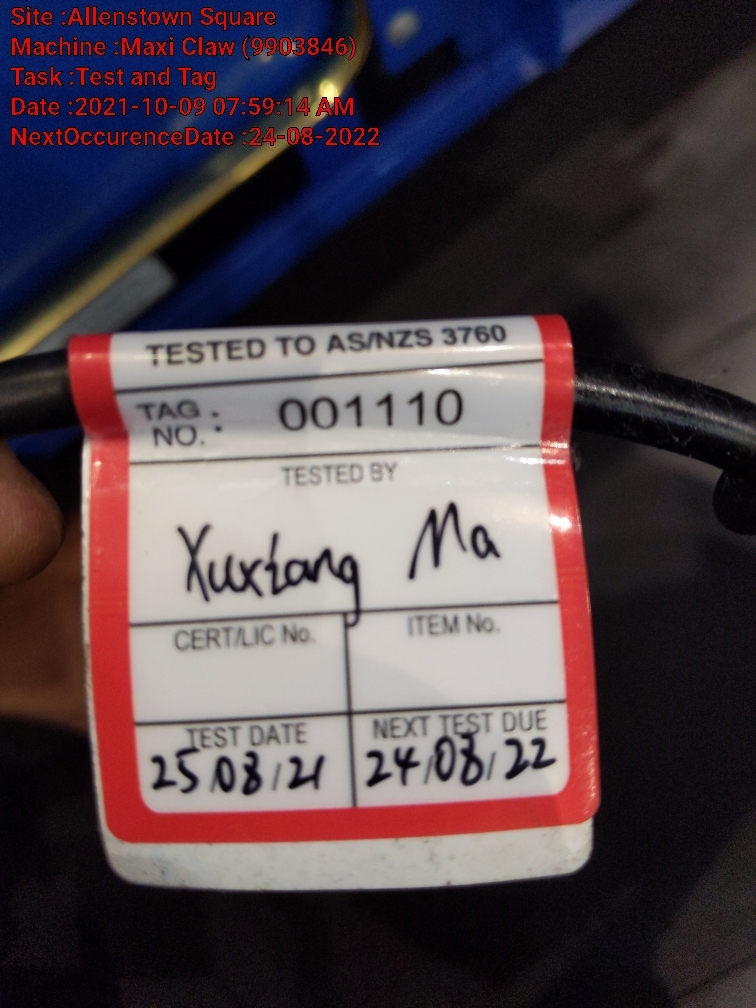 Site :Allenstown Square
Machine :Maxi Claw (9903846)
Task :Test and Tag
Date :2021-10-09 07:59:14 AM
NextOccurenceDate :24-08-2022
TESTED TO AS/NZS 3760
TAG NO. : 001110
TESTED BY
Xuxiang Ma
CERT/LIC No. ITEM No.
TEST DATE NEXT TEST DUE
25/08/21 24/08/22